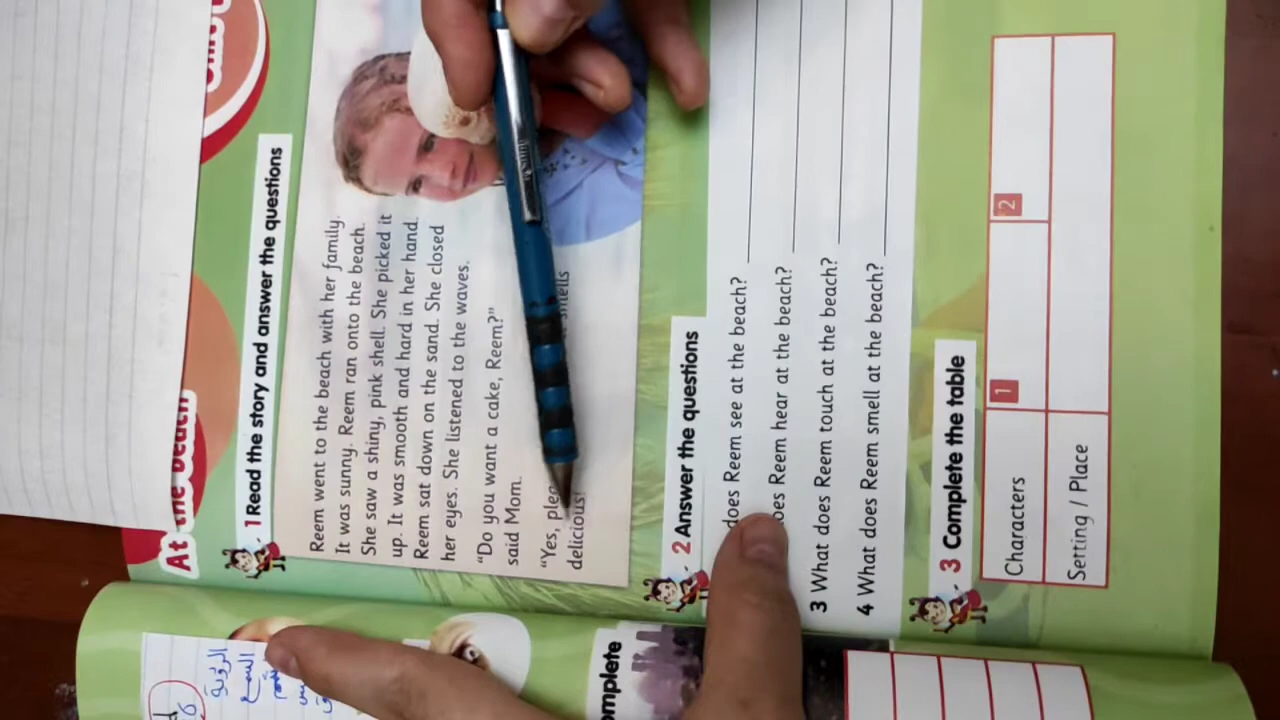 At the beach
1 Read the story and answer the questions
Reem went to the beach with her family.
It was sunny. Reem ran onto the beach.
She saw a shiny, pink shell. She picked it
up. It was smooth and hard in her hand.
Reem sat down on the sand. She closed
her eyes. She listened to the waves.
“Do you want a cake, Reem?”
said Mom.
“Yes, smells
delicious!
2 Answer the questions
does Reem see at the beach?
does Reem hear at the beach?
3 What does Reem touch at the beach?
4 What does Reem smell at the beach?
3 Complete the table
Characters 1 2
Setting / Place
الرؤية
السمع